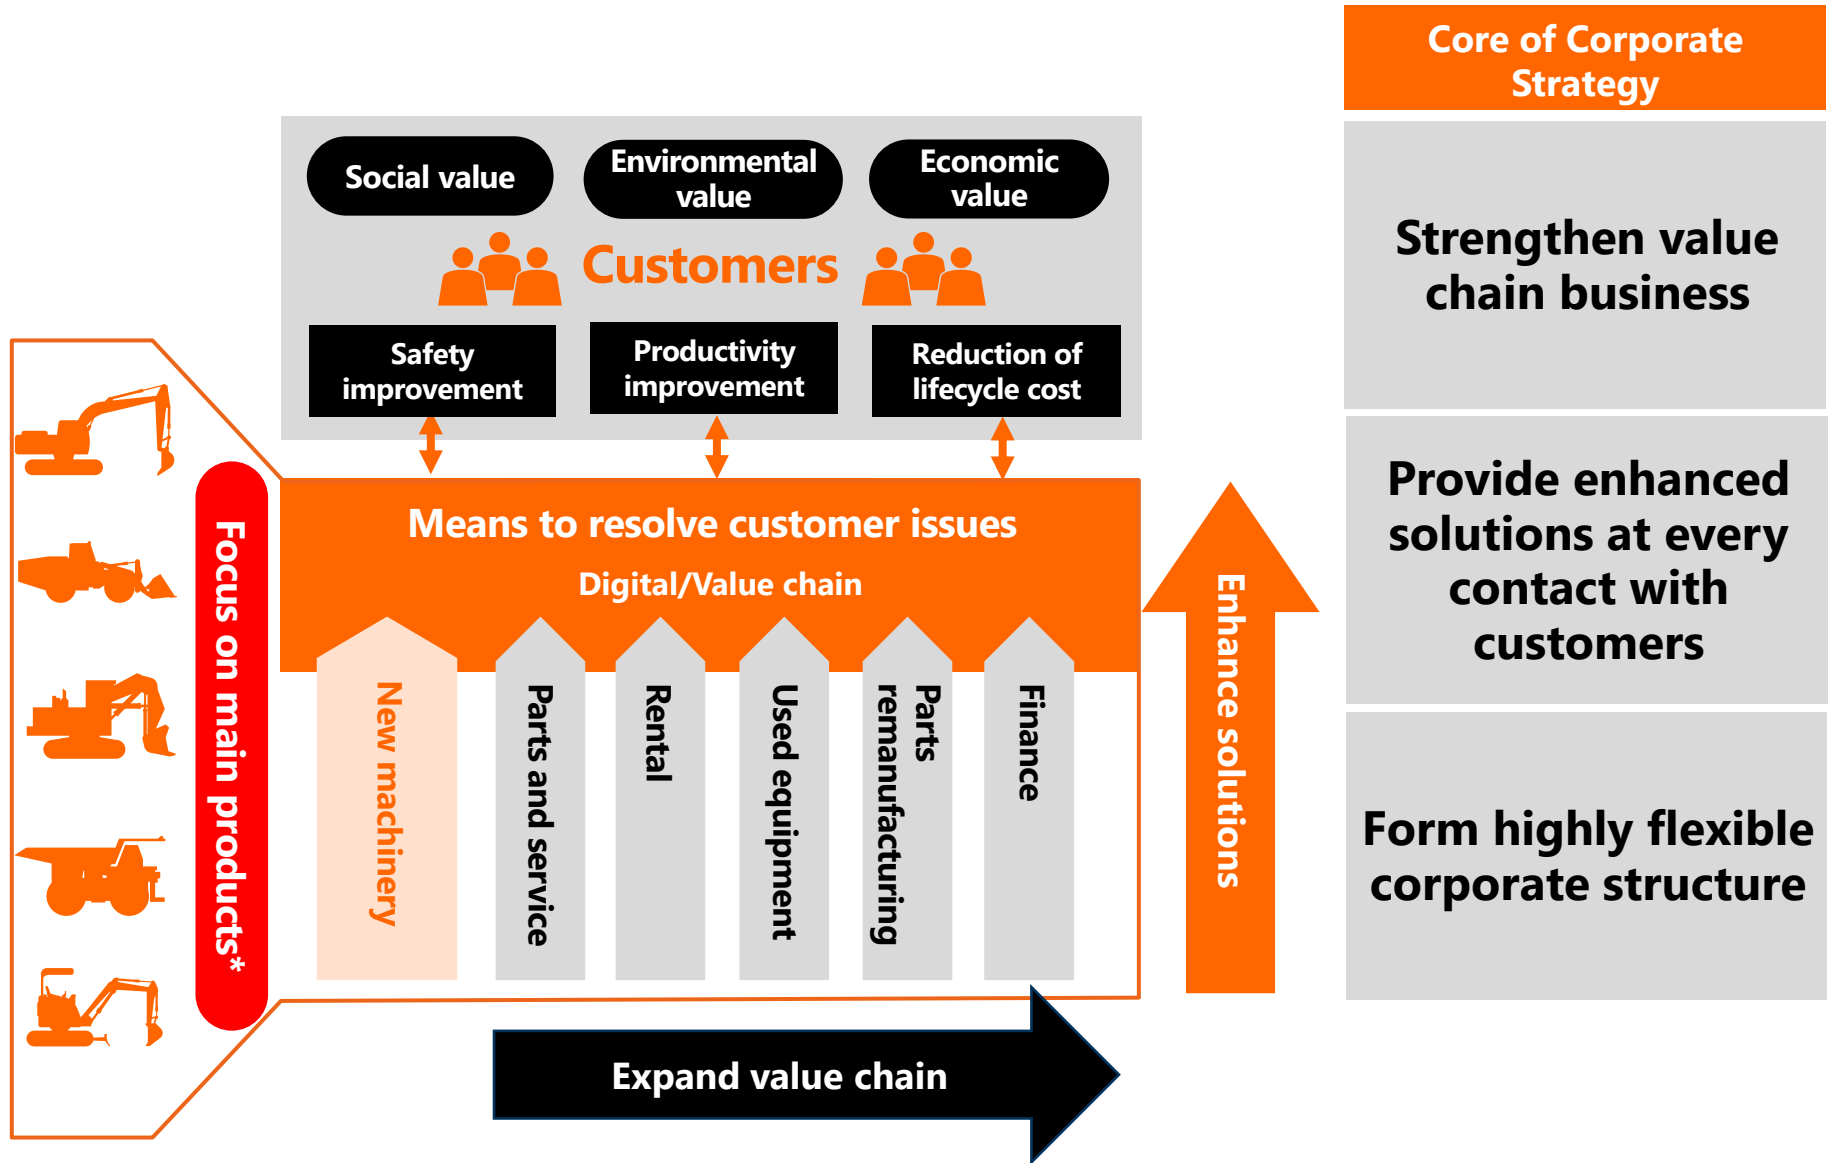 Core of Corporate
Strategy
Social value
Environmental
value
Economic
value
Customers
Safety
improvement
Productivity
improvement
Reduction of
lifecycle cost
Strengthen value
chain business
Focus on main products*
Means to resolve customer issues
Digital/Value chain
New machinery
Parts and service
Rental
Used equipment
Parts
remanufacturing
Finance
Enhance solutions
Provide enhanced
solutions at every
contact with
customers
Form highly flexible
corporate structure
Expand value chain